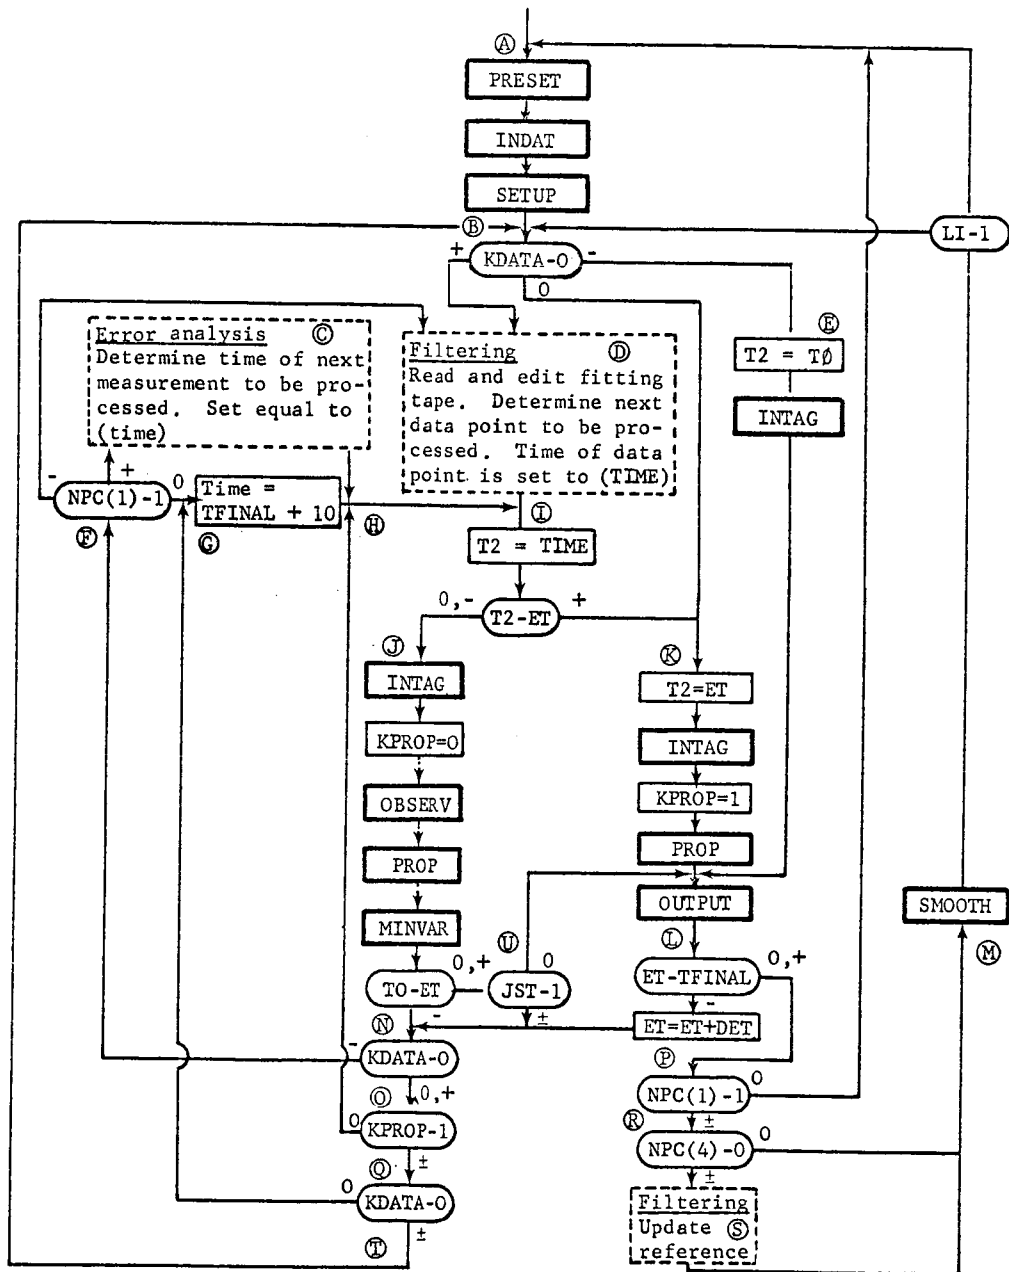 Ⓐ
PRESET
INDAT
SETUP
Ⓑ
LI-1
+
KDATA-0
-
0
Error analysis Ⓒ
Determine time of next
measurement to be pro-
cessed. Set equal to
(time)
Filtering Ⓓ
Read and edit fitting
tape. Determine next
data point to be pro-
cessed. Time of data
point is set to (TIME)
Ⓔ
T2 = TØ
INTAG
-
+
NPC(1)-1
0
Ⓕ
Time =
TFINAL + 10
Ⓖ
Ⓗ
Ⓘ
T2 = TIME
0,-
T2-ET
+
Ⓙ
INTAG
KPROP=0
OBSERV
PROP
MINVAR
TO-ET
0,+
Ⓤ
0
JST-1
±
-
Ⓚ
T2=ET
INTAG
KPROP=1
PROP
OUTPUT
Ⓛ
ET-TFINAL
0,+
-
ET=ET+DET
SMOOTH
Ⓜ
Ⓝ
-
KDATA-0
0,+
Ⓞ
0
KPROP-1
±
Ⓠ
0
KDATA-0
±
Ⓣ
Ⓟ
NPC(1)-1
0
±
Ⓡ
NPC(4)-0
0
±
Filtering
Update Ⓢ
reference